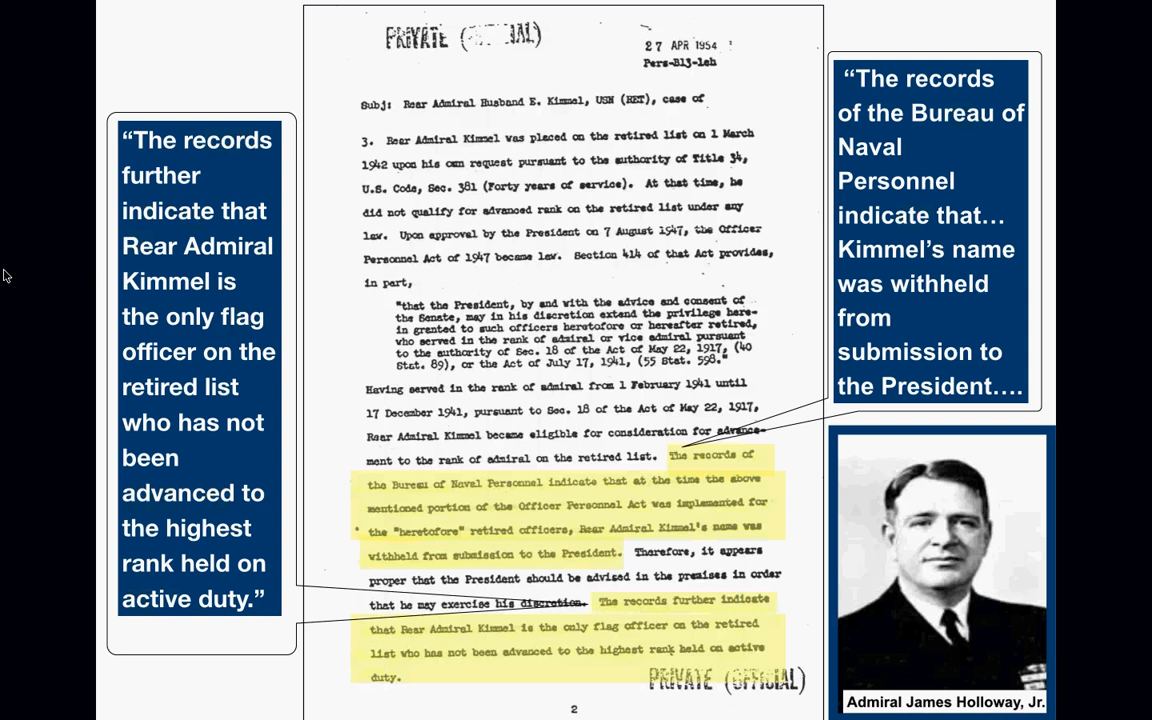 “The records
further
indicate that
Rear Admiral
Kimmel is
the only flag
officer on the
retired list
who has not
been
advanced to
the highest
rank held on
active duty.”
PRIVATE (
27 APR 1954
Pers-B13-leh
Subj: Rear Admiral Husband E. Kimmel, USN (RET), case of
3. Rear Admiral Kimmel was placed on the retired list on 1 March
1942 upon his own request pursuant to the authority of Title 34,
U.S. Code, Sec. 381 (Forty years of service). At that time, he
did not qualify for advanced rank on the retired list under any
law. Upon approval by the President on 7 August 1947, the Officer
Personnel Act of 1947 became law. Section 414 of that Act provides,
in part,
"that the President, by and with the advice and consent of
the Senate, may in his discretion extend the privilege here-
in granted to such officers heretofore or hereafter retired,
who served in the rank of admiral or vice admiral pursuant
to the authority of Sec. 18 of the Act of May 22, 1917, (40
Stat. 89), or the Act of July 17, 1941, (55 Stat. 598."
Having served in the rank of admiral from 1 February 1941 until
17 December 1941, pursuant to Sec. 18 of the Act of May 22, 1917,
Rear Admiral Kimmel became eligible for consideration for advance-
ment to the rank of admiral on the retired list. The records of
the Bureau of Naval Personnel indicate that at the time the above
mentioned portion of the Officer Personnel Act was implemented for
the "heretofore" retired officers, Rear Admiral Kimmel's name was
withheld from submission to the President. Therefore, it appears
proper that the President should be advised in the premises in order
that he may exercise his discretion. The records further indicate
that Rear Admiral Kimmel is the only flag officer on the retired
list who has not been advanced to the highest rank held on active
duty.
PRIVATE (OFFICIAL)
2
“The records
of the Bureau of
Naval
Personnel
indicate that…
Kimmel’s name
was withheld
from
submission to
the President….
Admiral James Holloway, Jr.